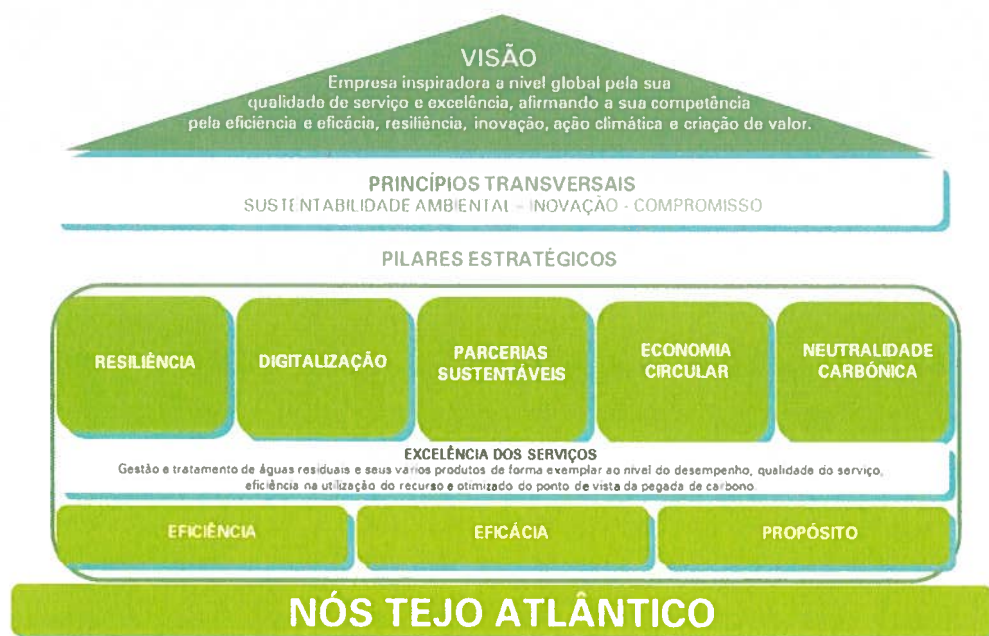 VISÃO
Empresa inspiradora a nível global pela sua
qualidade de serviço e excelência, afirmando a sua competência
pela eficiência e eficácia, resiliência, inovação, ação climática e criação de valor.
PRINCÍPIOS TRANSVERSAIS
SUSTENTABILIDADE AMBIENTAL - INOVAÇÃO - COMPROMISSO
PILARES ESTRATÉGICOS
RESILIÊNCIA
DIGITALIZAÇÃO
PARCERIAS
SUSTENTÁVEIS
ECONOMIA
CIRCULAR
NEUTRALIDADE
CARBÓNICA
EXCELÊNCIA DOS SERVIÇOS
Gestão e tratamento de águas residuais e seus varios produtos de forma exemplar ao nível do desempenho, qualidade do serviço,
eficiência na utilização do recurso e otimizado do ponto de vista da pegada de carbono.
EFICIÊNCIA
EFICÁCIA
PROPÓSITO
NÓS TEJO ATLÂNTICO